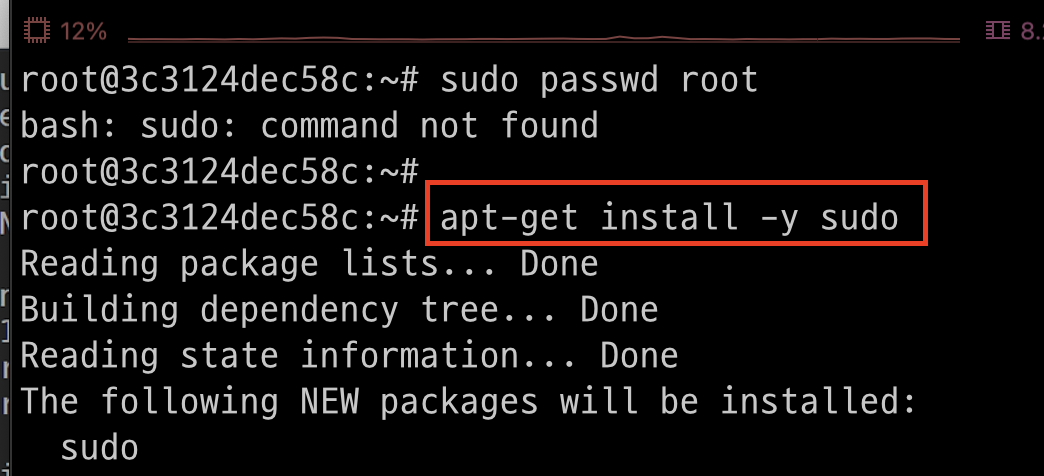 12%
8.
root@3c3124dec58c:~# sudo passwd root
bash: sudo: command not found
root@3c3124dec58c:~#
root@3c3124dec58c:~# apt-get install -y sudo
Reading package lists... Done
Building dependency tree... Done
Reading state information... Done
The following NEW packages will be installed:
  sudo